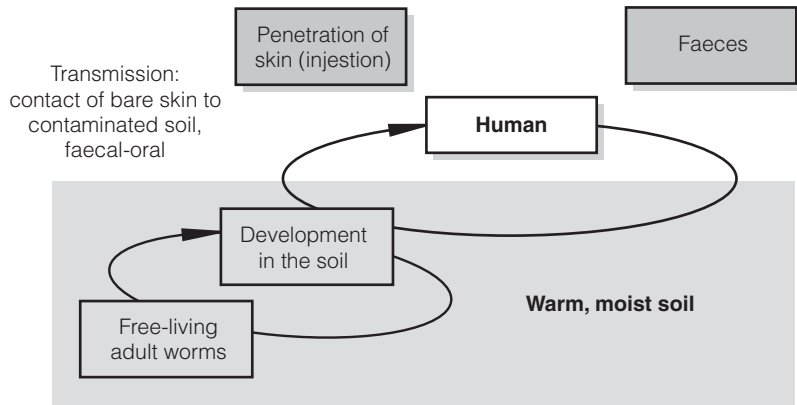 Penetration of
skin (injestion)
Faeces
Transmission:
contact of bare skin to
contaminated soil,
faecal-oral
Human
Development
in the soil
Warm, moist soil
Free-living
adult worms